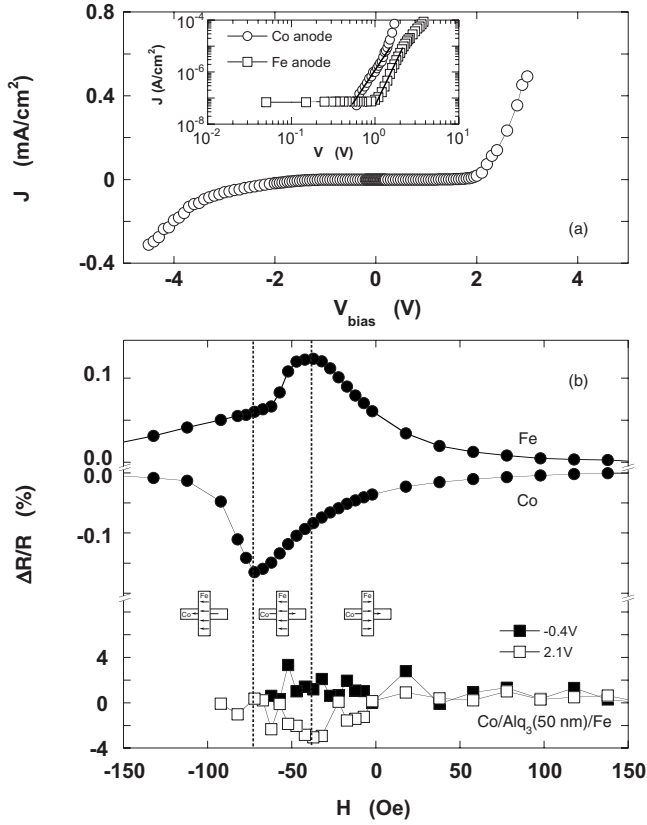 0.8
0.4
0
-0.4
J (mA/cm²)
10⁻⁴
10⁻⁶
10⁻⁸
J (A/cm²)
Co anode
Fe anode
10⁻² 10⁻¹ 10⁰ 10¹
V (V)
(a)
-4 -2 0 2 4
V_bias (V)
(b)
0.1
0.0
Fe
0.0
Co
-0.1
ΔR/R (%)
Fe Fe Fe
Co Co Co
-0.4V
2.1V
4
2
0
-2
-4
Co/Alq₃(50 nm)/Fe
-150 -100 -50 0 50 100 150
H (Oe)